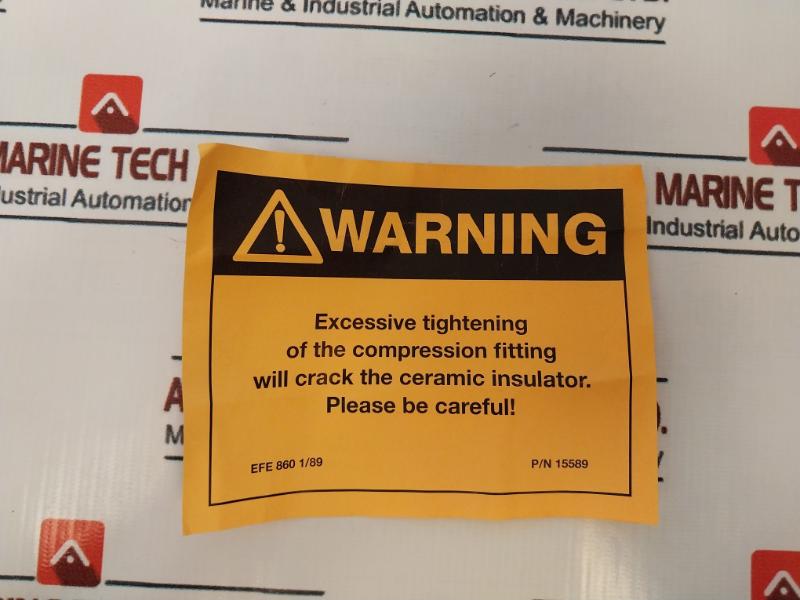 Marine & Industrial Automation & Machinery
MARINE TECH
Industrial Automation
MARINE T
Industrial Auto
WARNING
Excessive tightening
of the compression fitting
will crack the ceramic insulator.
Please be careful!
EFE 860 1/89
P/N 15589